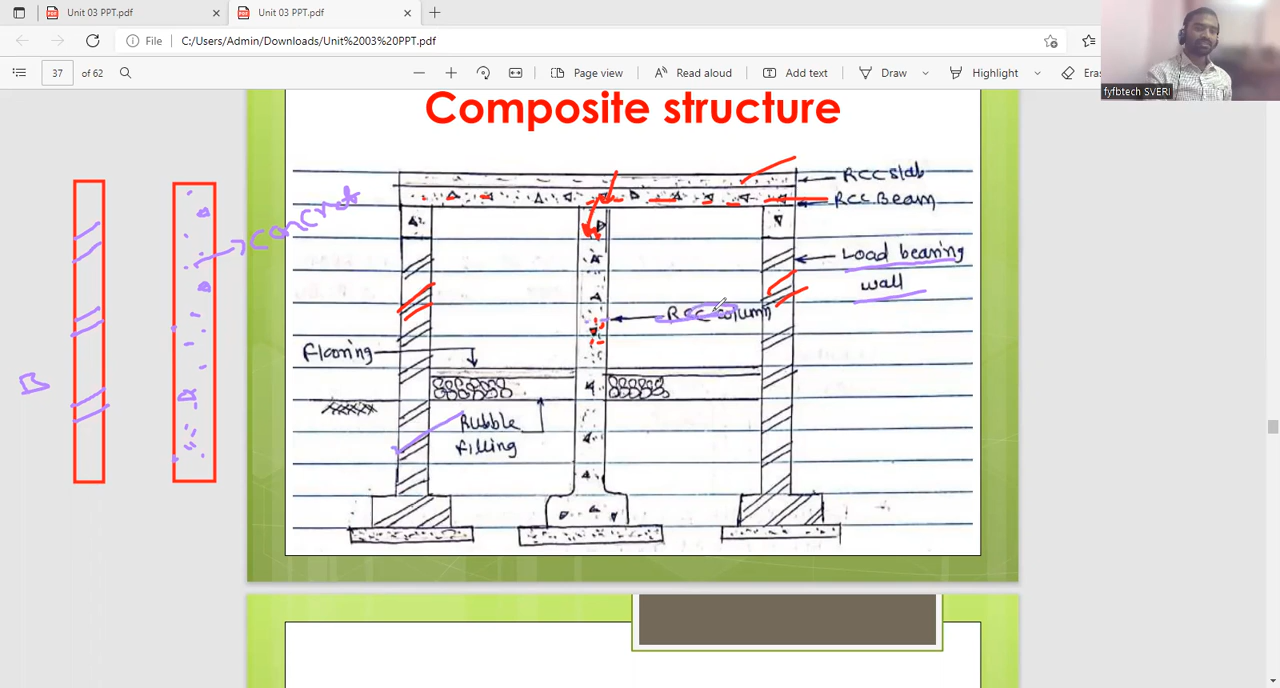 Unit 03 PPT.pdf
Unit 03 PPT.pdf
File
C:/Users/Admin/Downloads/Unit%2003%20PPT.pdf
37 of 62
Page view
Read aloud
Add text
Draw
Highlight
Eras
fyfbtech SVERI
Composite structure
RCC Slab
RCC Beam
Load bearing
wall
RCC column
Flooring
Rubble
filling
Concret
B